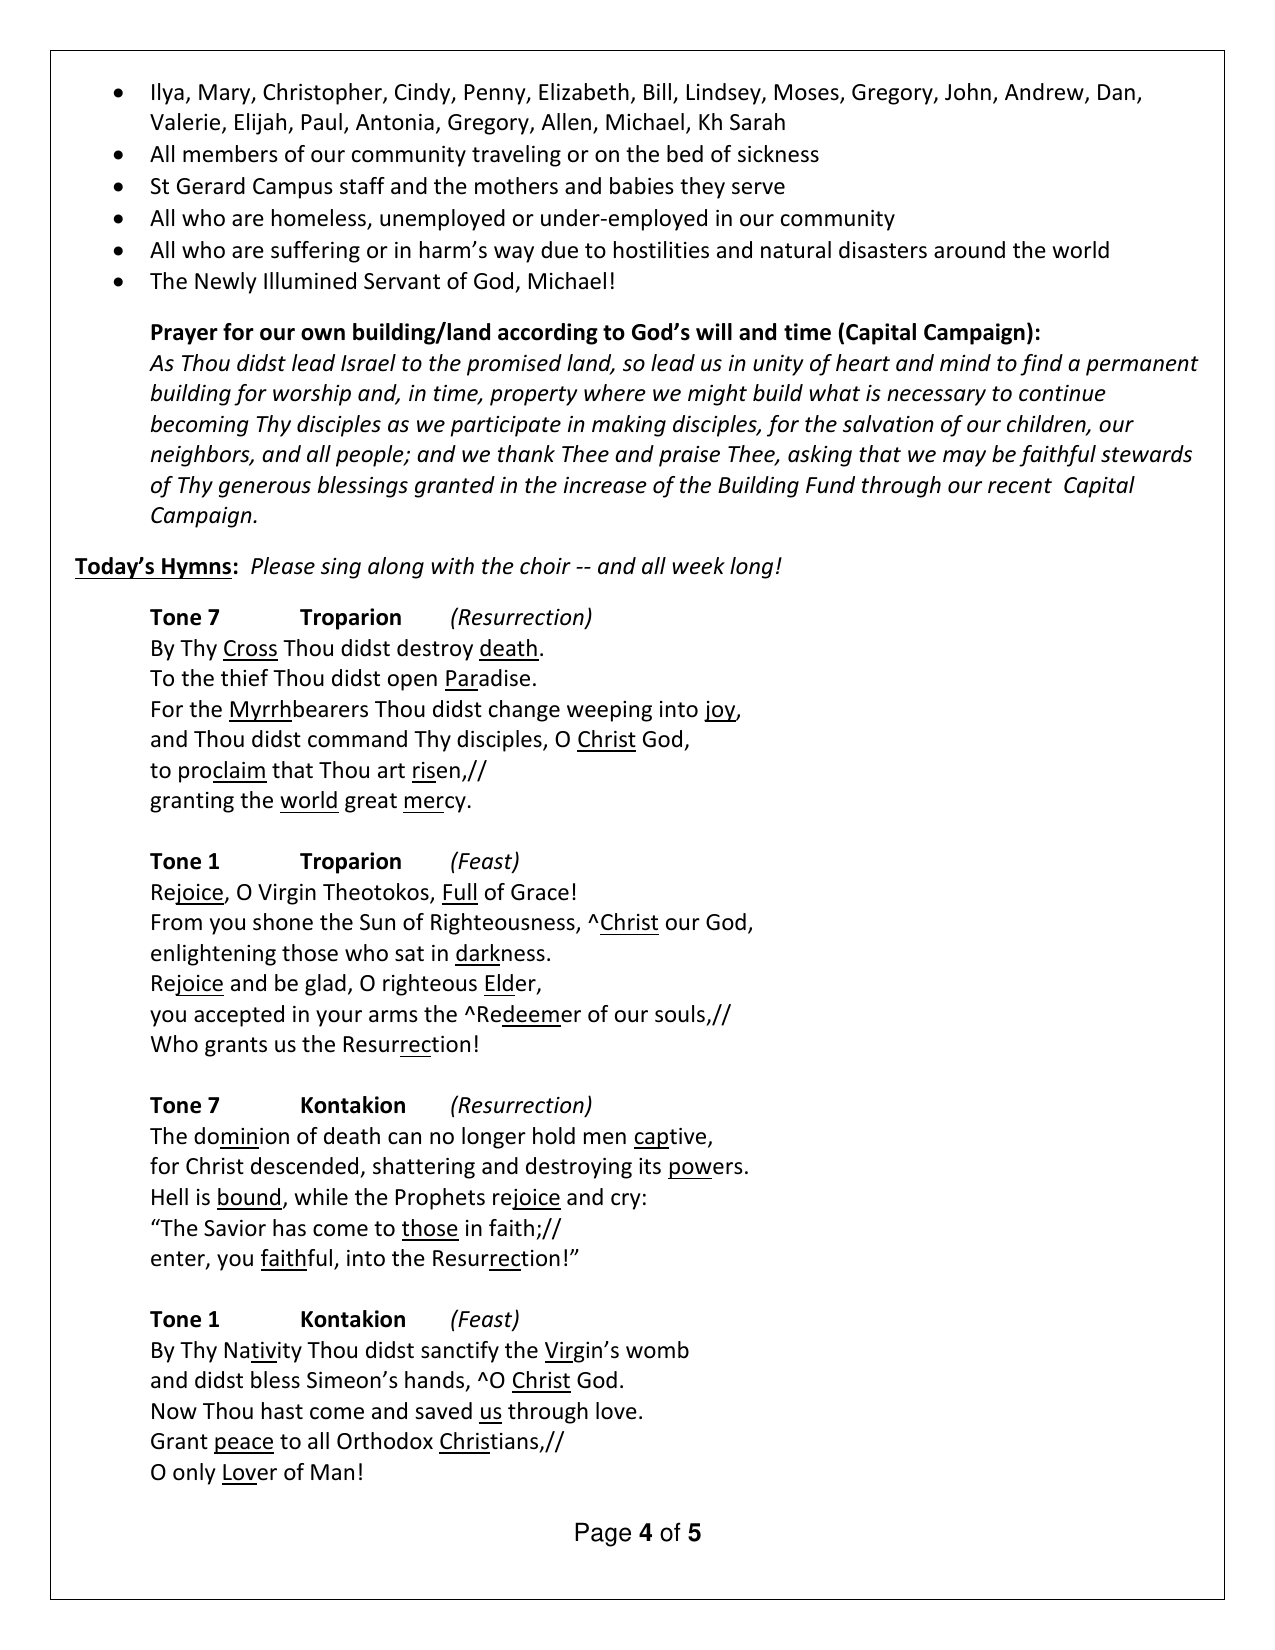 • Ilya, Mary, Christopher, Cindy, Penny, Elizabeth, Bill, Lindsey, Moses, Gregory, John, Andrew, Dan,
Valerie, Elijah, Paul, Antonia, Gregory, Allen, Michael, Kh Sarah
• All members of our community traveling or on the bed of sickness
• St Gerard Campus staff and the mothers and babies they serve
• All who are homeless, unemployed or under-employed in our community
• All who are suffering or in harm’s way due to hostilities and natural disasters around the world
• The Newly Illumined Servant of God, Michael!
Prayer for our own building/land according to God’s will and time (Capital Campaign):
As Thou didst lead Israel to the promised land, so lead us in unity of heart and mind to find a permanent
building for worship and, in time, property where we might build what is necessary to continue
becoming Thy disciples as we participate in making disciples, for the salvation of our children, our
neighbors, and all people; and we thank Thee and praise Thee, asking that we may be faithful stewards
of Thy generous blessings granted in the increase of the Building Fund through our recent  Capital
Campaign.
Today’s Hymns:  Please sing along with the choir -- and all week long!
Tone 7 Troparion (Resurrection)
By Thy Cross Thou didst destroy death.
To the thief Thou didst open Paradise.
For the Myrrhbearers Thou didst change weeping into joy,
and Thou didst command Thy disciples, O Christ God,
to proclaim that Thou art risen,//
granting the world great mercy.
Tone 1 Troparion (Feast)
Rejoice, O Virgin Theotokos, Full of Grace!
From you shone the Sun of Righteousness, ^Christ our God,
enlightening those who sat in darkness.
Rejoice and be glad, O righteous Elder,
you accepted in your arms the ^Redeemer of our souls,//
Who grants us the Resurrection!
Tone 7 Kontakion (Resurrection)
The dominion of death can no longer hold men captive,
for Christ descended, shattering and destroying its powers.
Hell is bound, while the Prophets rejoice and cry:
“The Savior has come to those in faith;//
enter, you faithful, into the Resurrection!”
Tone 1 Kontakion (Feast)
By Thy Nativity Thou didst sanctify the Virgin’s womb
and didst bless Simeon’s hands, ^O Christ God.
Now Thou hast come and saved us through love.
Grant peace to all Orthodox Christians,//
O only Lover of Man!
Page 4 of 5